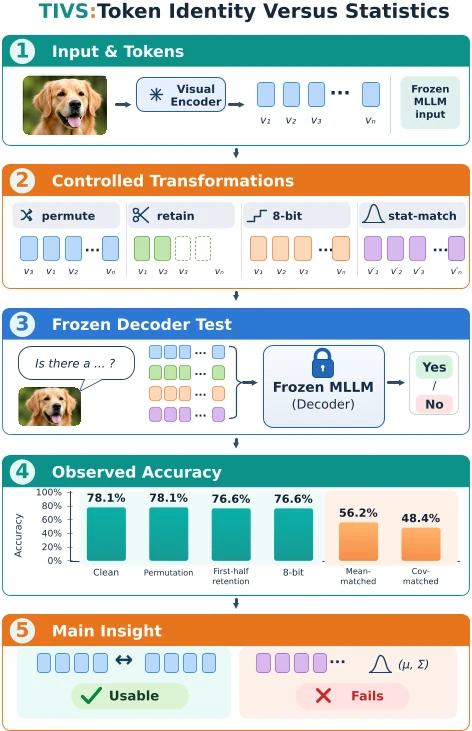 TIVS:Token Identity Versus Statistics
1 Input & Tokens
Visual
Encoder
v₁ v₂ v₃ ... vₙ
Frozen
MLLM
input
2 Controlled Transformations
permute
retain
8-bit
stat-match
v₃ v₁ v₂ ... vₙ
v₁ v₂ v₃ vₙ
v₁ v₂ v₃ ... vₙ
v′₁ v′₂ v′₃ ... v′ₙ
3 Frozen Decoder Test
Is there a ... ?
...
...
...
...
Frozen MLLM
(Decoder)
Yes
/
No
4 Observed Accuracy
Accuracy
100%
80%
60%
40%
20%
0%
78.1% 78.1% 76.6% 76.6% 56.2% 48.4%
Clean
Permutation
First-half
retention
8-bit
Mean-
matched
Cov-
matched
5 Main Insight
↔
... (μ, Σ)
Usable
Fails